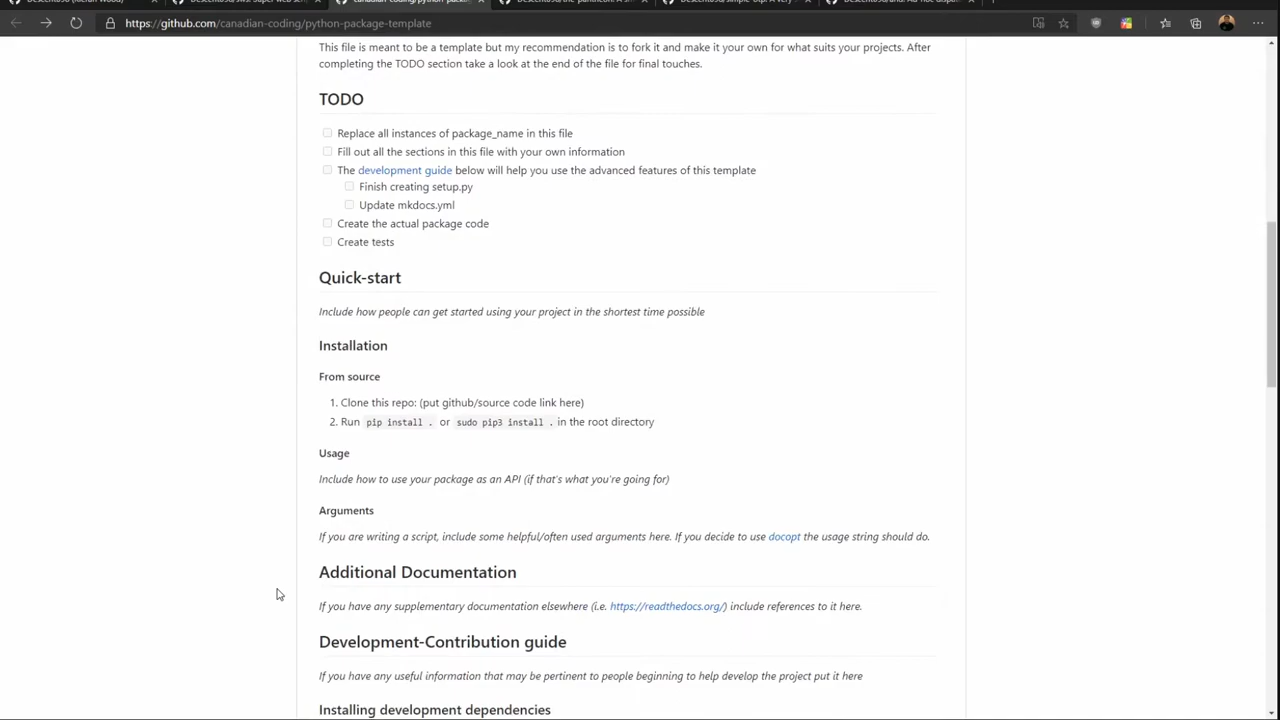 https://github.com/canadian-coding/python-package-template
This file is meant to be a template but my recommendation is to fork it and make it your own for what suits your projects. After
completing the TODO section take a look at the end of the file for final touches.
TODO
Replace all instances of package_name in this file
Fill out all the sections in this file with your own information
The development guide below will help you use the advanced features of this template
Finish creating setup.py
Update mkdocs.yml
Create the actual package code
Create tests
Quick-start
Include how people can get started using your project in the shortest time possible
Installation
From source
1. Clone this repo: (put github/source code link here)
2. Run pip install . or sudo pip3 install . in the root directory
Usage
Include how to use your package as an API (if that's what you're going for)
Arguments
If you are writing a script, include some helpful/often used arguments here. If you decide to use docopt the usage string should do.
Additional Documentation
If you have any supplementary documentation elsewhere (i.e. https://readthedocs.org/) include references to it here.
Development-Contribution guide
If you have any useful information that may be pertinent to people beginning to help develop the project put it here
Installing development dependencies